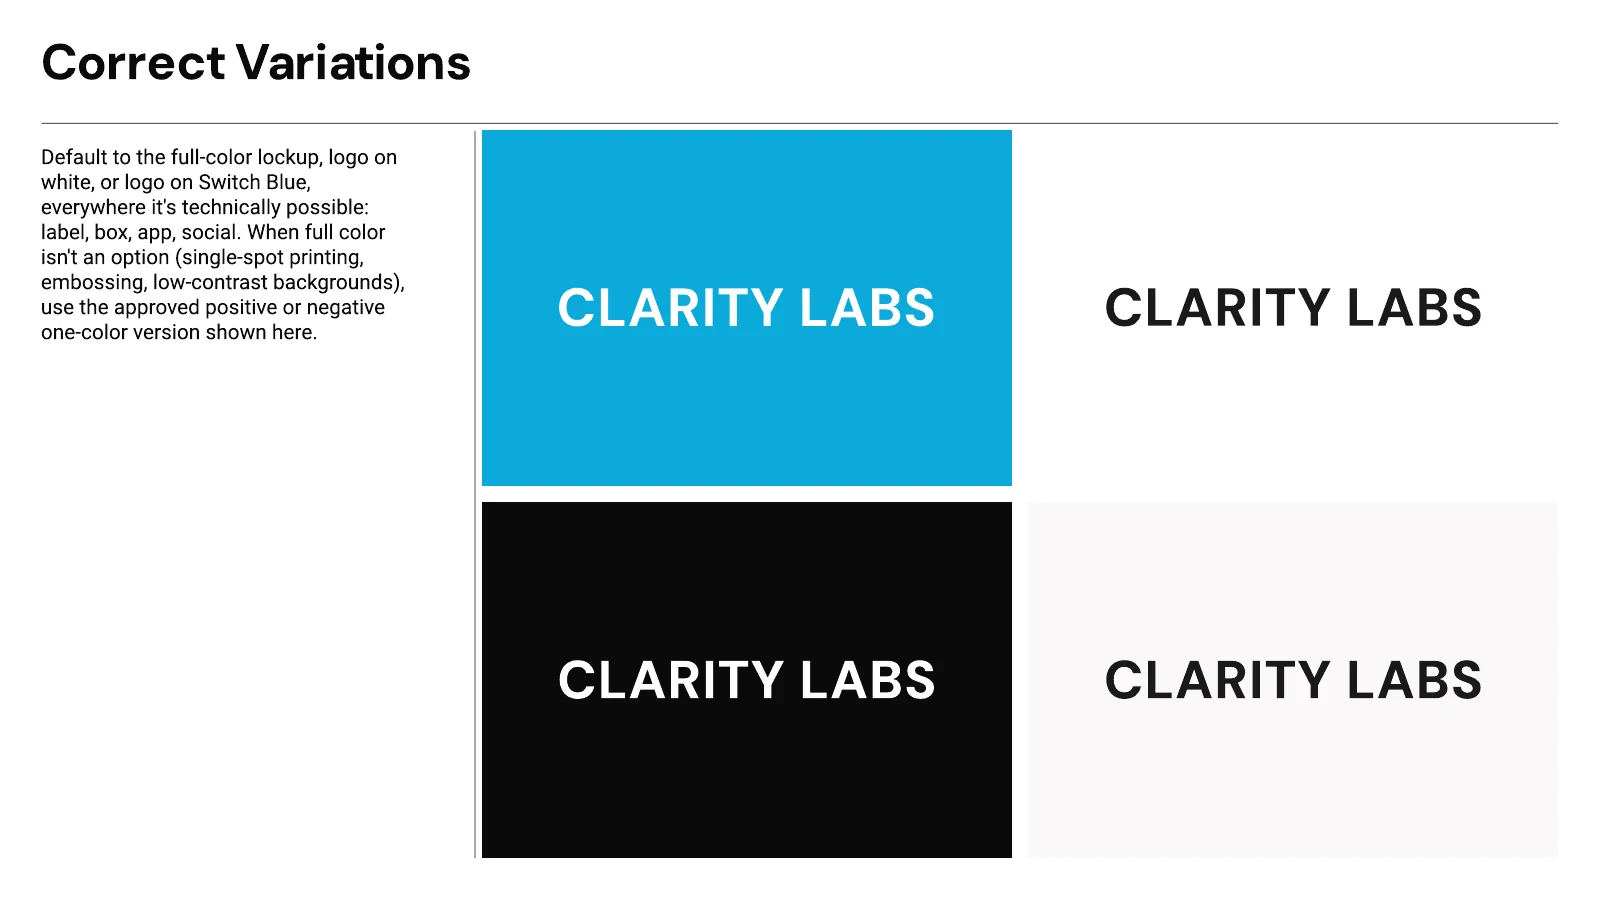 Correct Variations
Default to the full-color lockup, logo on
white, or logo on Switch Blue,
everywhere it's technically possible:
label, box, app, social. When full color
isn't an option (single-spot printing,
embossing, low-contrast backgrounds),
use the approved positive or negative
one-color version shown here.
CLARITY LABS
CLARITY LABS
CLARITY LABS
CLARITY LABS